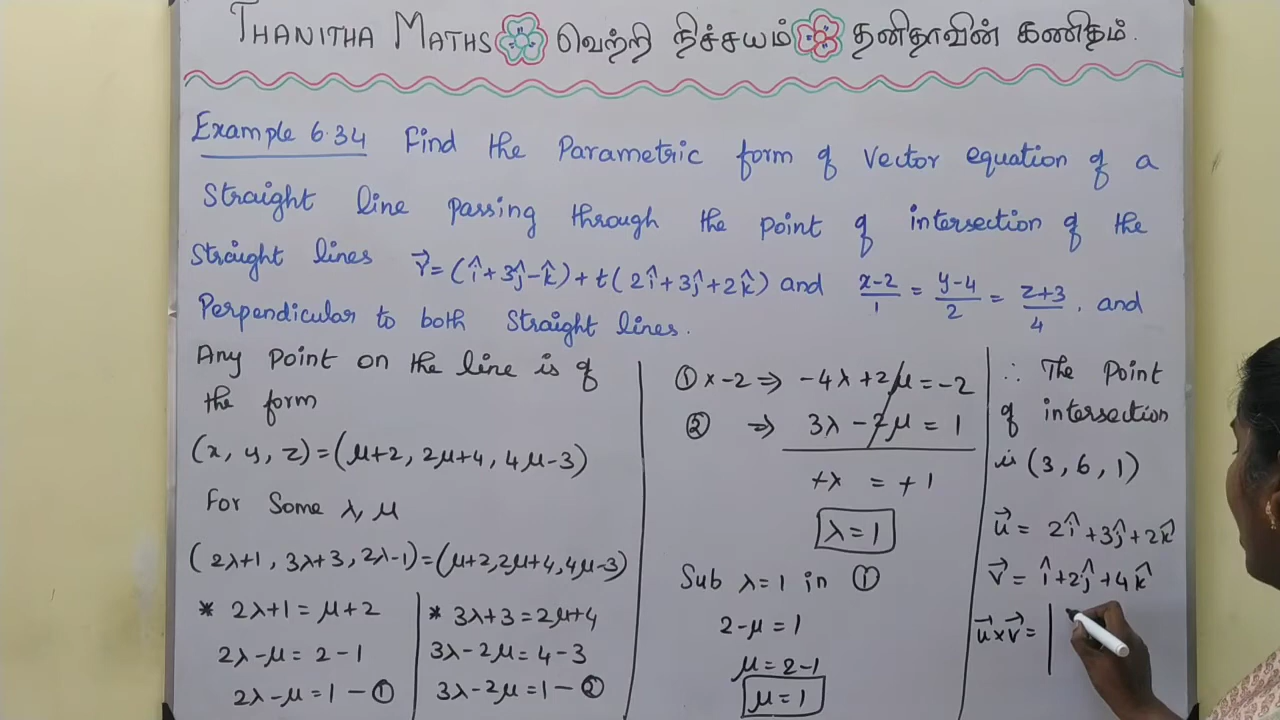 THANITHA MATHS வெற்றி நிச்சயம் தனிதாவின் கணிதம்.
Example 6.34 Find the Parametric form of Vector equation of a
Straight line passing through the point of intersection of the
Straight lines r⃗=(î+3ĵ-k̂)+t(2î+3ĵ+2k̂) and (x-2)/1 = (y-4)/2 = (z+3)/4, and
Perpendicular to both Straight lines.
Any point on the line is of
the form
(x, y, z)=(μ+2, 2μ+4, 4μ-3)
For Some λ, μ
(2λ+1, 3λ+3, 2λ-1)=(μ+2,2μ+4,4μ-3)
* 2λ+1 = μ+2
2λ-μ = 2-1
2λ-μ = 1 — ①
* 3λ+3 = 2μ+4
3λ-2μ = 4-3
3λ-2μ = 1 — ②
① x -2 ⇒ -4λ+2μ = -2
② ⇒ 3λ-2μ = 1
+λ = +1
λ = 1
Sub λ=1 in ①
2-μ = 1
μ = 2-1
μ = 1
∴ The point
of intersection
is (3, 6, 1)
u⃗ = 2î+3ĵ+2k̂
v⃗ = î+2ĵ+4k̂
u⃗×v⃗ = |